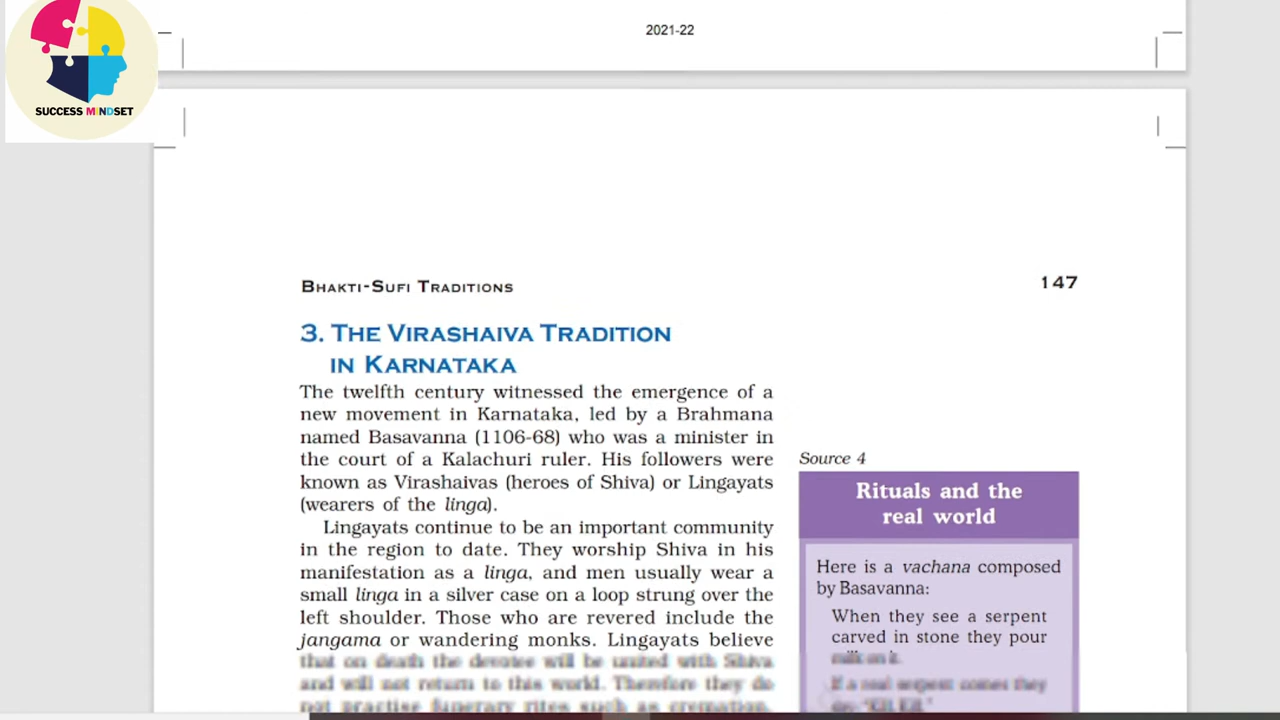 2021-22
SUCCESS MINDSET
BHAKTI-SUFI TRADITIONS
147
3. THE VIRASHAIVA TRADITION
IN KARNATAKA
The twelfth century witnessed the emergence of a
new movement in Karnataka, led by a Brahmana
named Basavanna (1106-68) who was a minister in
the court of a Kalachuri ruler. His followers were
known as Virashaivas (heroes of Shiva) or Lingayats
(wearers of the linga).
Lingayats continue to be an important community
in the region to date. They worship Shiva in his
manifestation as a linga, and men usually wear a
small linga in a silver case on a loop strung over the
left shoulder. Those who are revered include the
jangama or wandering monks. Lingayats believe
that on death the devotee will be united with Shiva
and will not return to this world. Therefore they do
not practise funerary rites such as cremation,
Source 4
Rituals and the
real world
Here is a vachana composed
by Basavanna:
When they see a serpent
carved in stone they pour
milk on it.
If a real serpent comes they
say: "Kill. Kill."